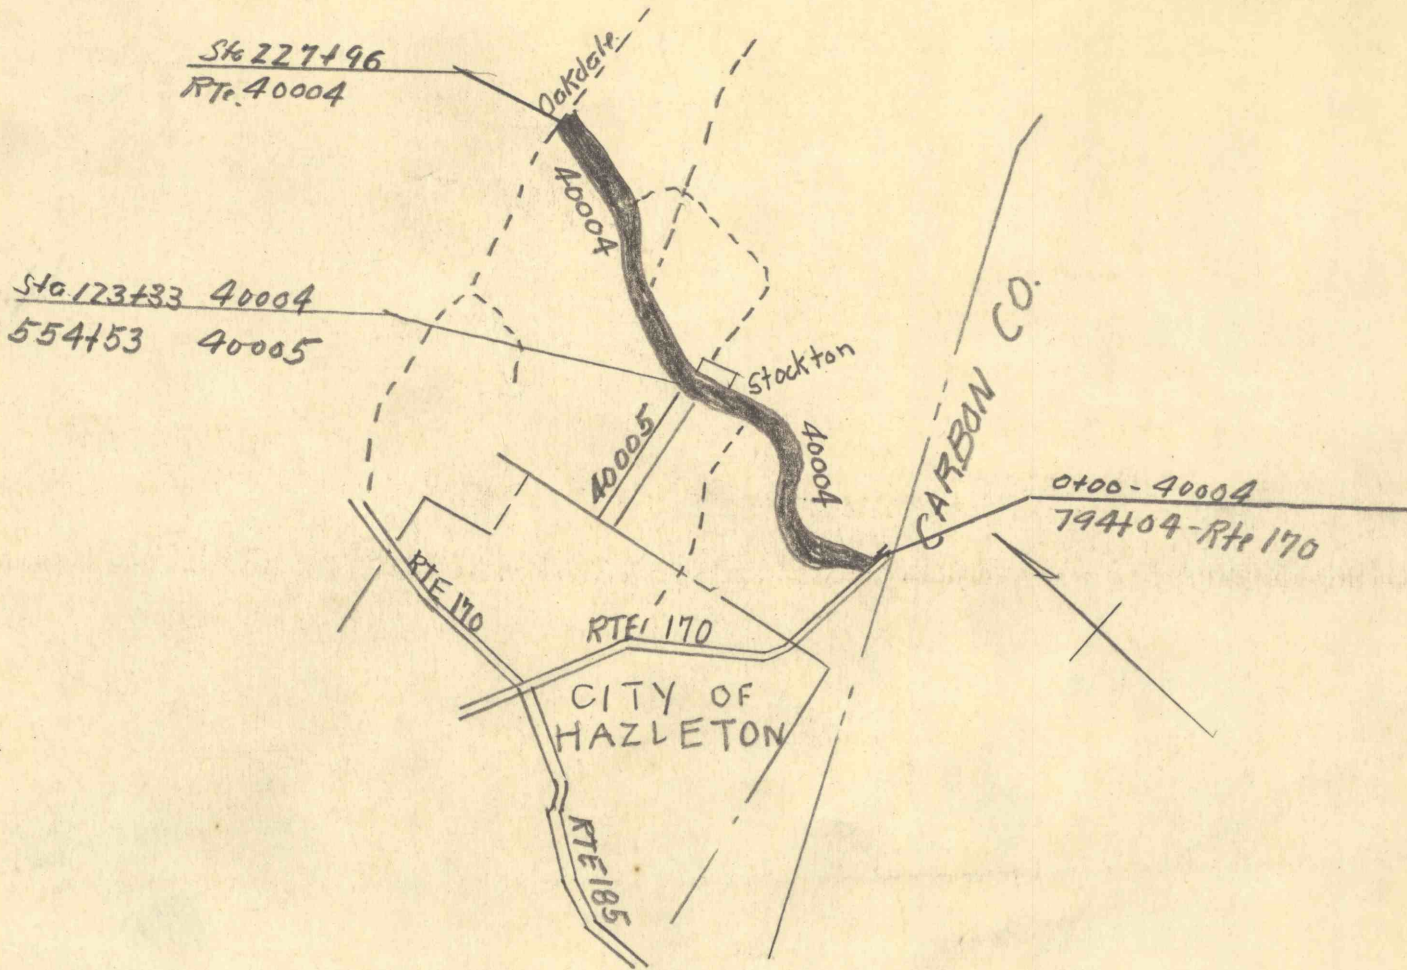 Sta 227+96
RTe. 40004
Oakdale
40004
Sta 123+33 40004
554+53 40005
Stockton
40005
40004
CARBON CO.
0+00 - 40004
794+04 - Rte 170
RTE 170
RTE 170
CITY OF
HAZLETON
RTE 185